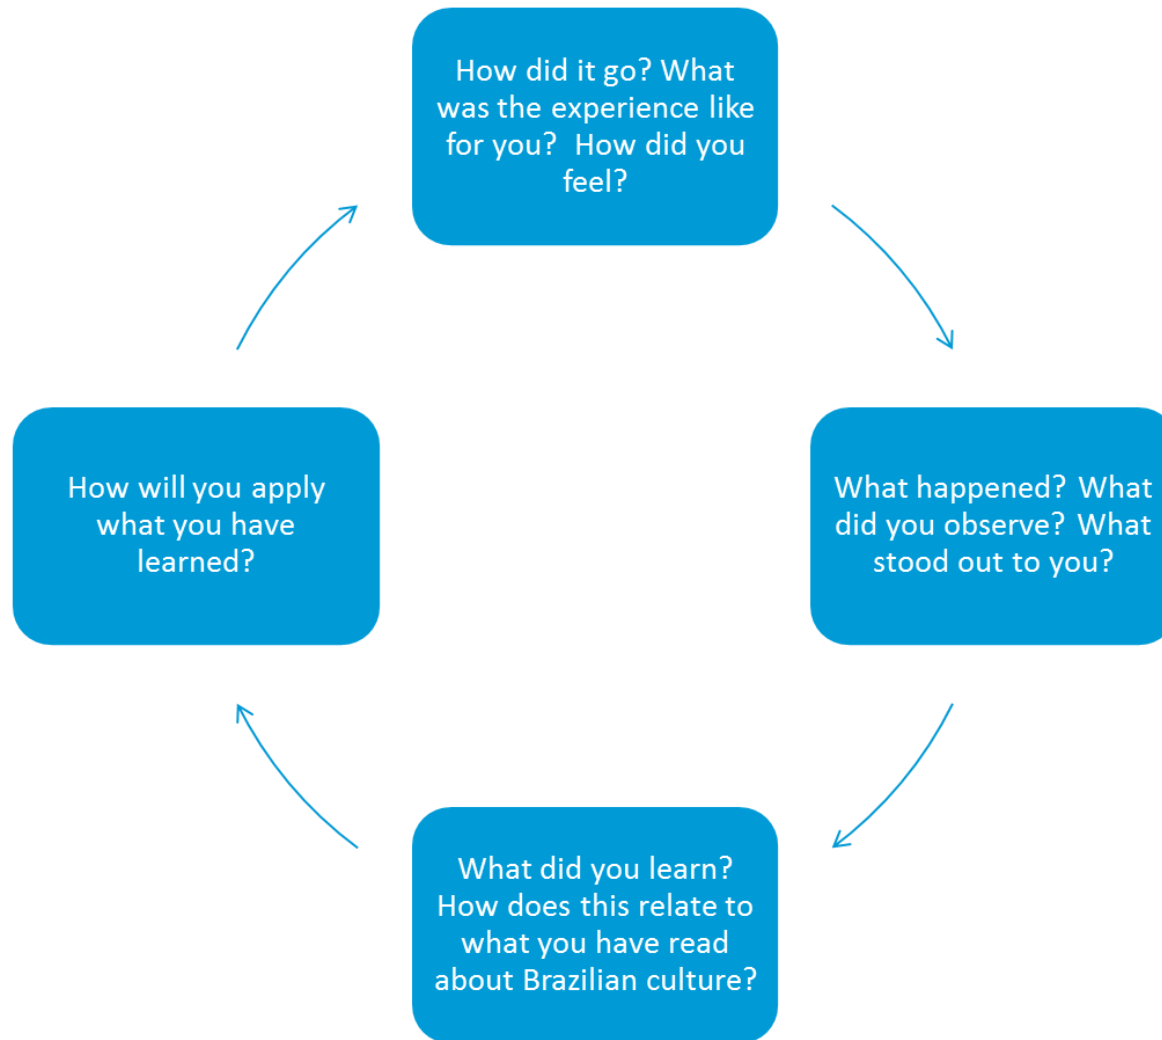 How did it go? What
was the experience like
for you?  How did you
feel?
What happened? What
did you observe? What
stood out to you?
What did you learn?
How does this relate to
what you have read
about Brazilian culture?
How will you apply
what you have
learned?